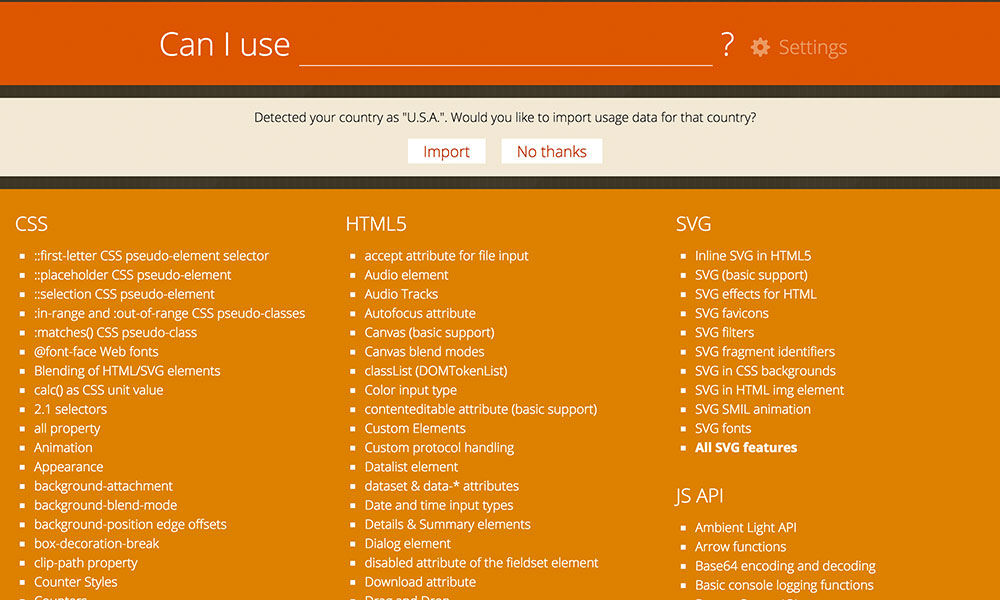 Can I use ? Settings
Detected your country as "U.S.A.". Would you like to import usage data for that country?
Import No thanks
CSS
::first-letter CSS pseudo-element selector
::placeholder CSS pseudo-element
::selection CSS pseudo-element
:in-range and :out-of-range CSS pseudo-classes
:matches() CSS pseudo-class
@font-face Web fonts
Blending of HTML/SVG elements
calc() as CSS unit value
2.1 selectors
all property
Animation
Appearance
background-attachment
background-blend-mode
background-position edge offsets
box-decoration-break
clip-path property
Counter Styles
HTML5
accept attribute for file input
Audio element
Audio Tracks
Autofocus attribute
Canvas (basic support)
Canvas blend modes
classList (DOMTokenList)
Color input type
contenteditable attribute (basic support)
Custom Elements
Custom protocol handling
Datalist element
dataset & data-* attributes
Date and time input types
Details & Summary elements
Dialog element
disabled attribute of the fieldset element
Download attribute
Drag and Drop
SVG
Inline SVG in HTML5
SVG (basic support)
SVG effects for HTML
SVG favicons
SVG filters
SVG fragment identifiers
SVG in CSS backgrounds
SVG in HTML img element
SVG SMIL animation
SVG fonts
All SVG features
JS API
Ambient Light API
Arrow functions
Base64 encoding and decoding
Basic console logging functions